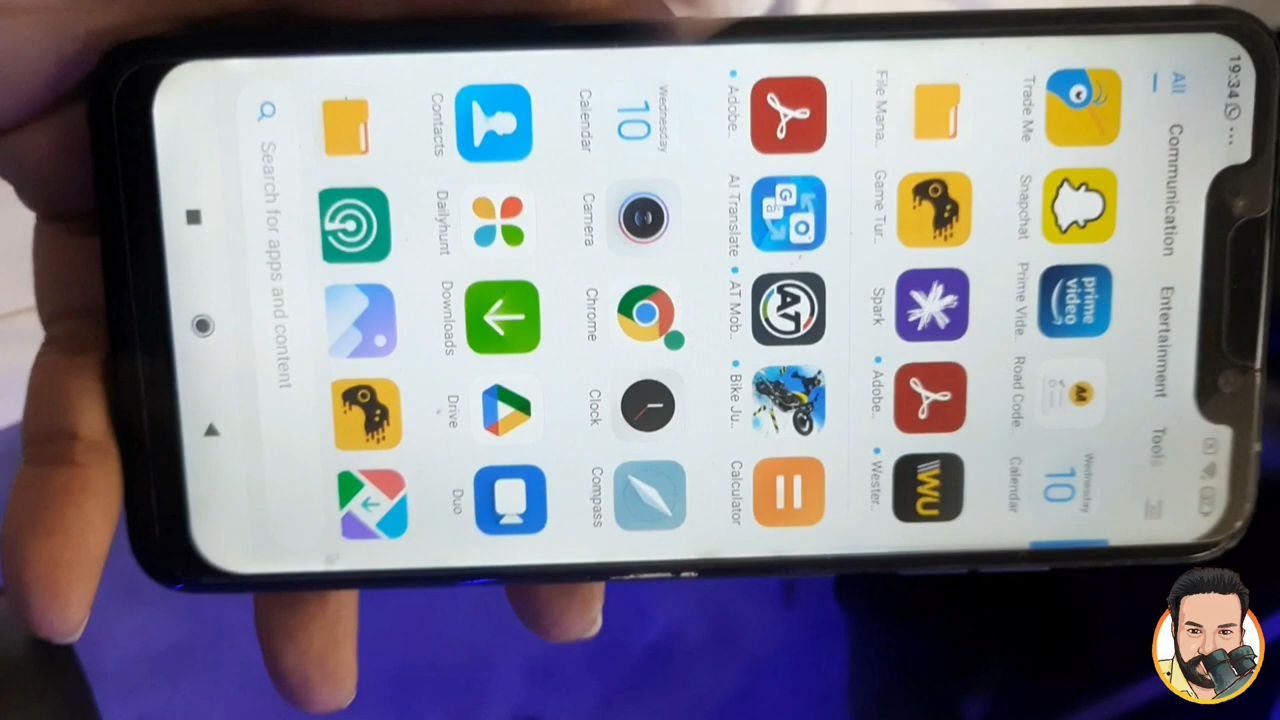 19:34 ...
All Communication Entertainment Tools
prime video
Wednesday
10
Trade Me Snapchat Prime Vide.. Road Code.. Calendar
WU
File Mana.. Game Tur.. Spark Adobe.. Wester..
G
AT
Adobe.. AI Translate AT Mob.. Bike Ju.. Calculator
Wednesday
10
Calendar Camera Chrome Clock Compass
Contacts Dailyhunt Downloads Drive Duo
Search for apps and content